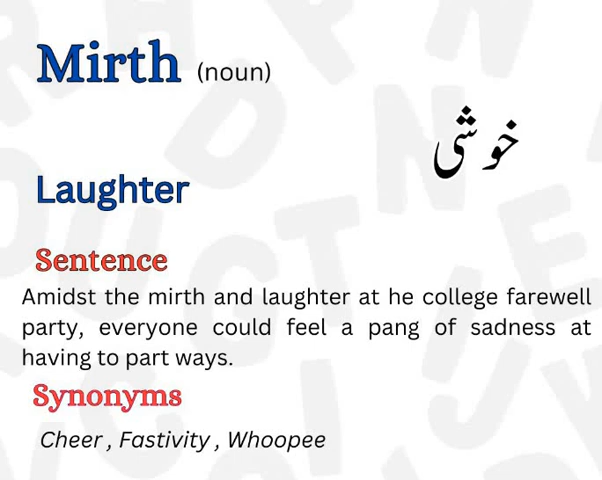 Mirth (noun)
خوشی
Laughter
Sentence
Amidst the mirth and laughter at he college farewell
party, everyone could feel a pang of sadness at
having to part ways.
Synonyms
Cheer , Fastivity , Whoopee